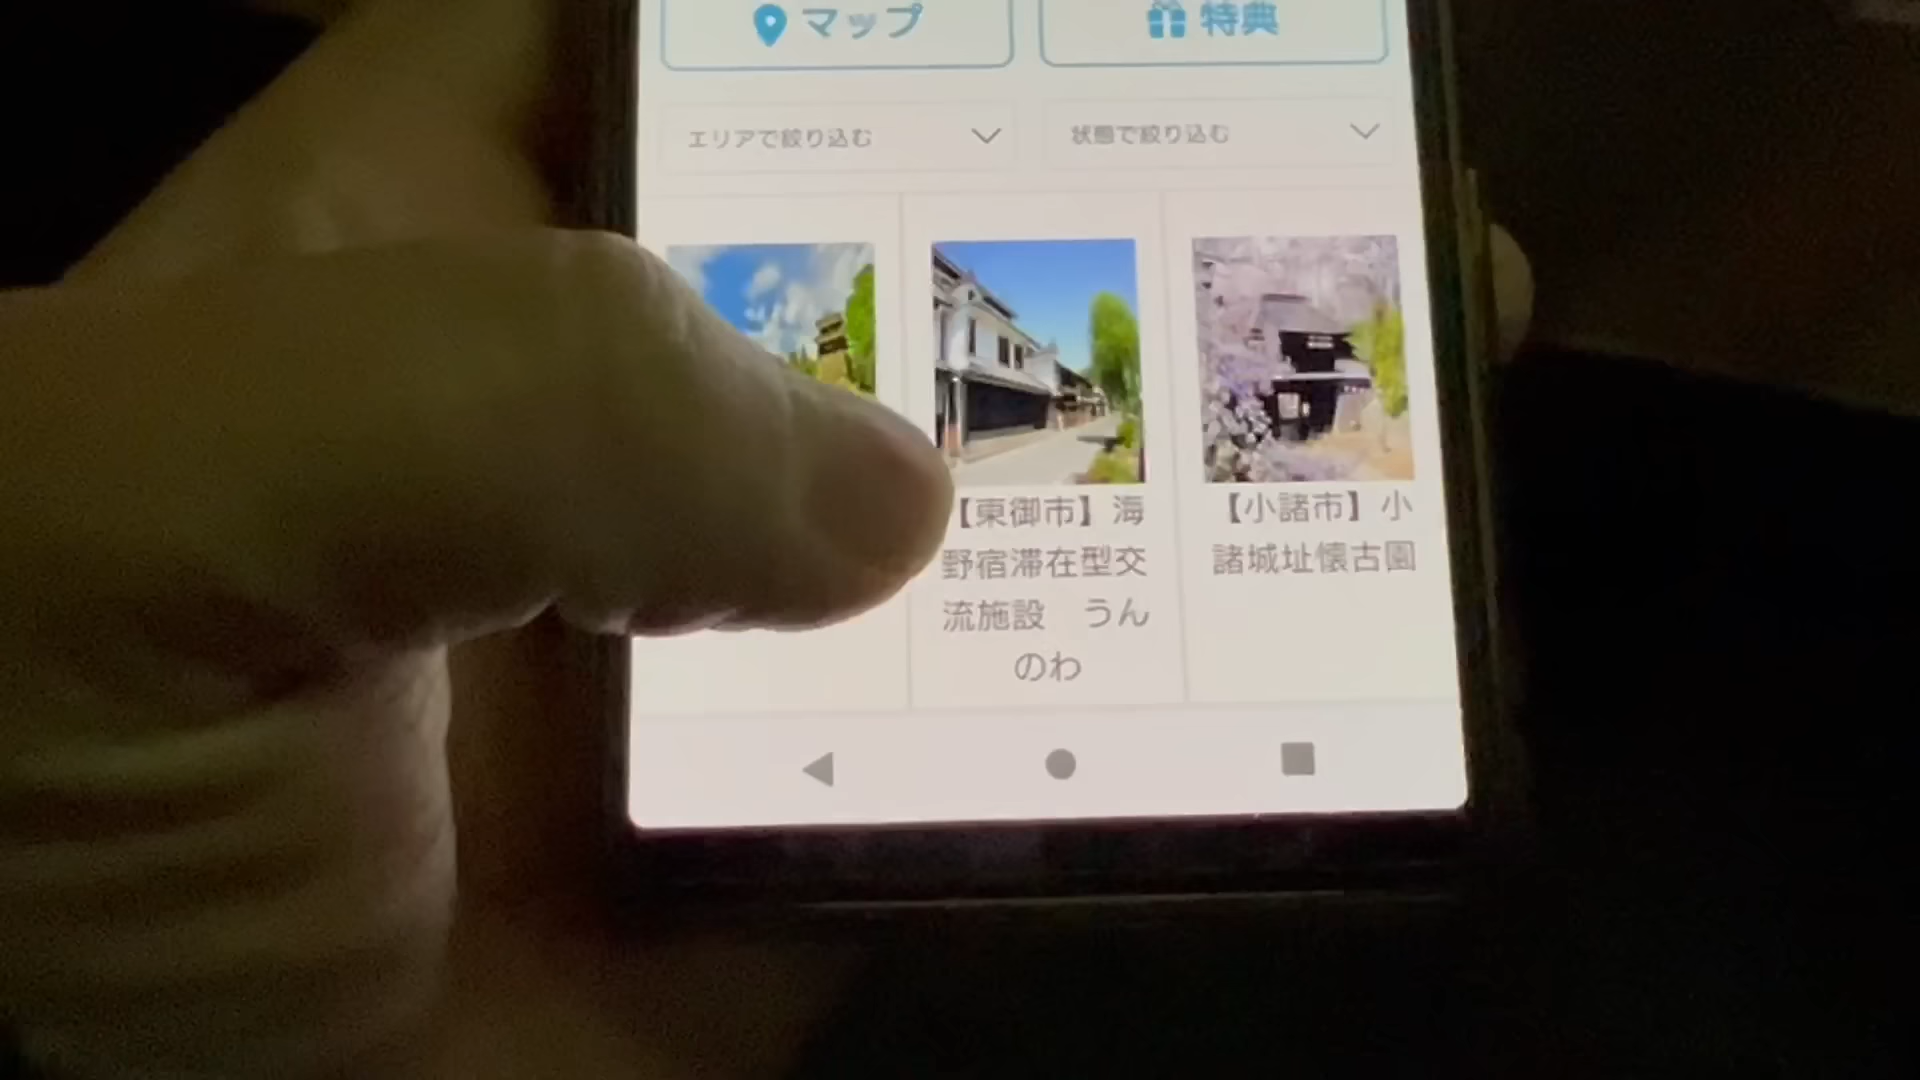 マップ
特典
エリアで絞り込む
状態で絞り込む
【東御市】海
野宿滞在型交
流施設　うん
のわ
【小諸市】小
諸城址懐古園